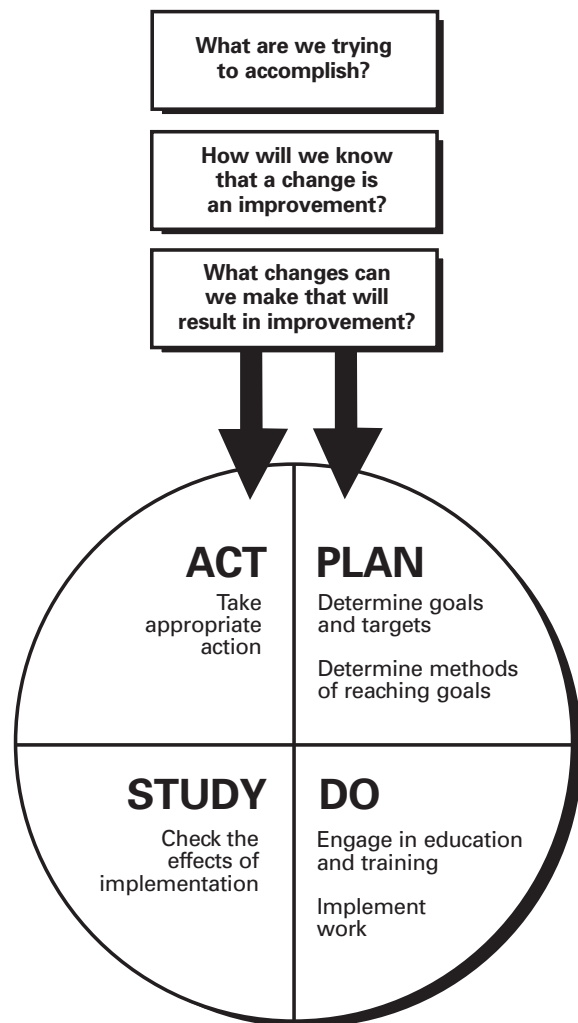 What are we trying
to accomplish?
How will we know
that a change is
an improvement?
What changes can
we make that will
result in improvement?
ACT
Take
appropriate
action
PLAN
Determine goals
and targets
Determine methods
of reaching goals
STUDY
Check the
effects of
implementation
DO
Engage in education
and training
Implement
work